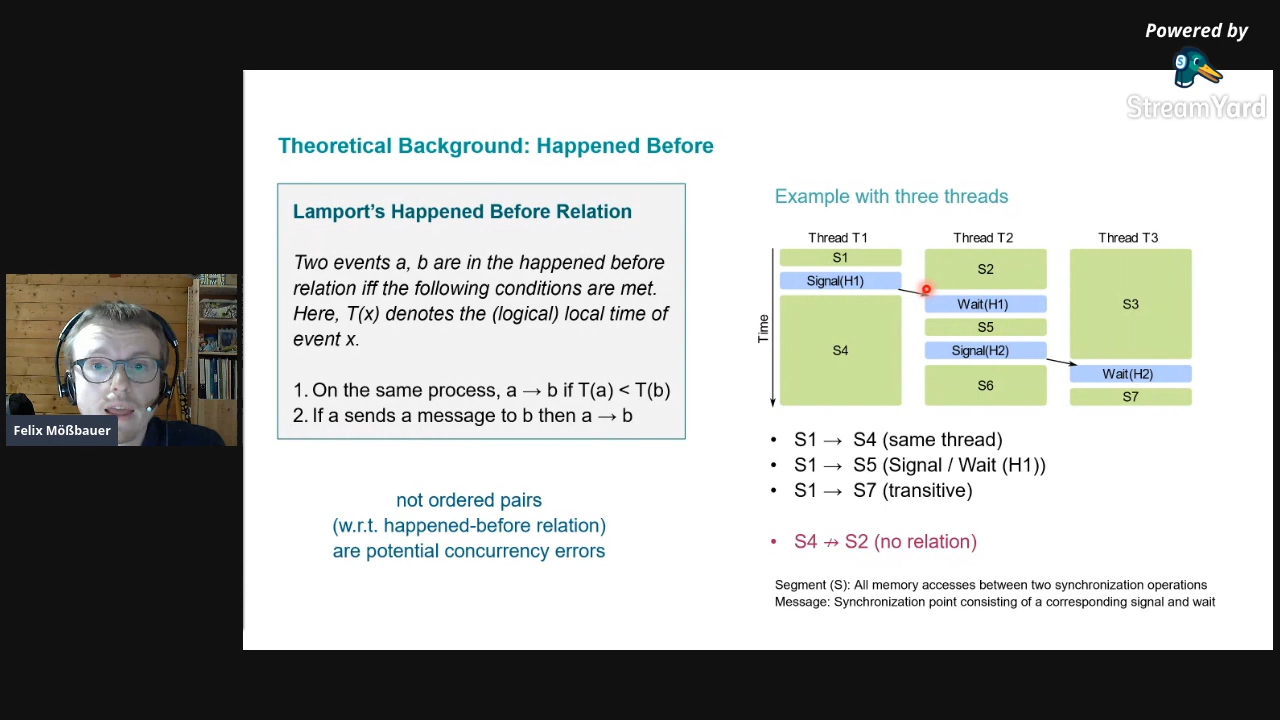 Powered by
StreamYard
Theoretical Background: Happened Before
Lamport's Happened Before Relation
Two events a, b are in the happened before
relation iff the following conditions are met.
Here, T(x) denotes the (logical) local time of
event x.
1. On the same process, a → b if T(a) < T(b)
2. If a sends a message to b then a → b
not ordered pairs
(w.r.t. happened-before relation)
are potential concurrency errors
Example with three threads
Thread T1 Thread T2 Thread T3
Time
S1
Signal(H1)
S4
S2
Wait(H1)
S5
Signal(H2)
S6
S3
Wait(H2)
S7
• S1 → S4 (same thread)
• S1 → S5 (Signal / Wait (H1))
• S1 → S7 (transitive)
• S4 ↛ S2 (no relation)
Segment (S): All memory accesses between two synchronization operations
Message: Synchronization point consisting of a corresponding signal and wait
Felix Mößbauer